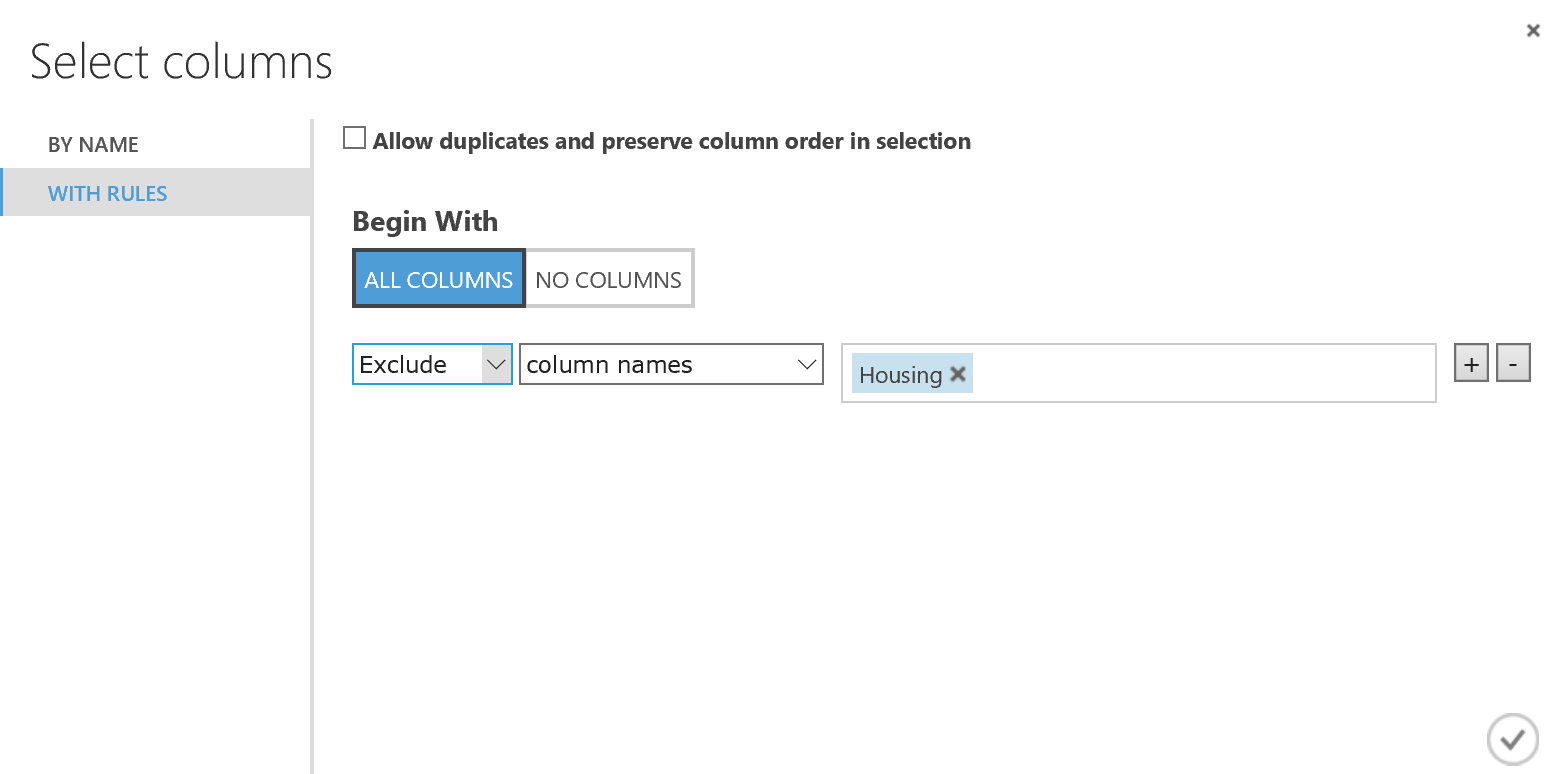 Select columns
BY NAME
WITH RULES
Allow duplicates and preserve column order in selection
Begin With
ALL COLUMNS NO COLUMNS
Exclude column names Housing + -